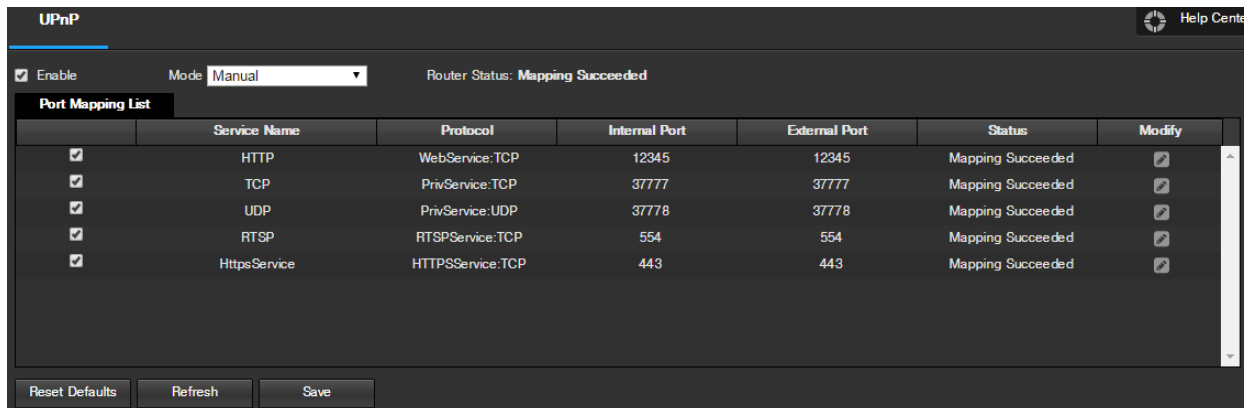 UPnP Help Cente
Enable Mode Manual Router Status: Mapping Succeeded
Port Mapping List
Service Name Protocol Internal Port External Port Status Modify
HTTP WebService:TCP 12345 12345 Mapping Succeeded
TCP PrivService:TCP 37777 37777 Mapping Succeeded
UDP PrivService:UDP 37778 37778 Mapping Succeeded
RTSP RTSPService:TCP 554 554 Mapping Succeeded
HttpsService HTTPSService:TCP 443 443 Mapping Succeeded
Reset Defaults Refresh Save